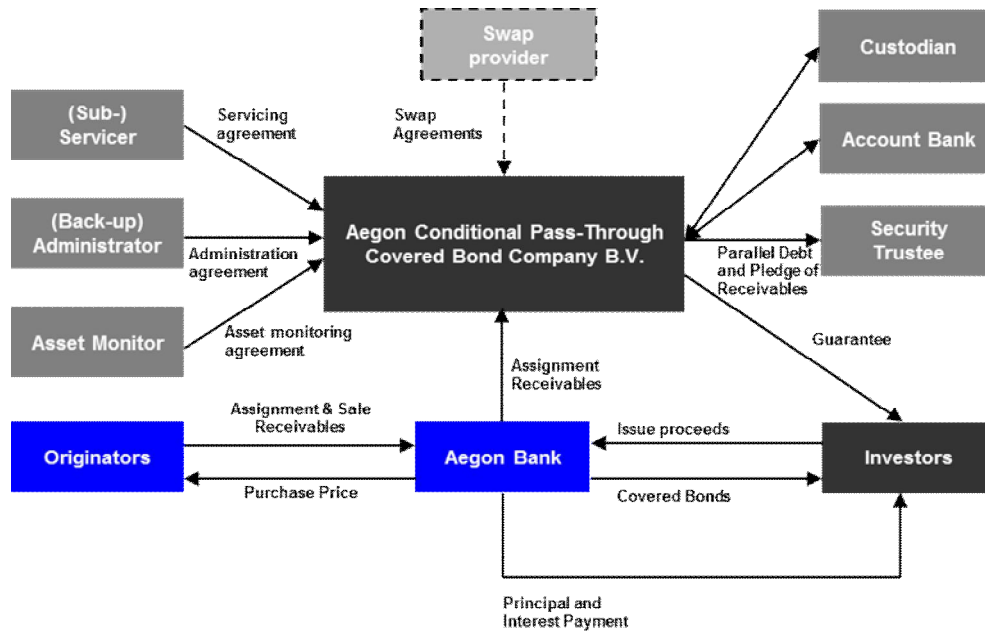 Swap
provider
Custodian
(Sub-)
Servicer
Servicing
agreement
Swap
Agreements
Account Bank
(Back-up)
Administrator
Administration
agreement
Aegon Conditional Pass-Through
Covered Bond Company B.V.
Security
Trustee
Parallel Debt
and Pledge of
Receivables
Asset Monitor
Asset monitoring
agreement
Guarantee
Assignment
Receivables
Assignment & Sale
Receivables
Issue proceeds
Originators
Aegon Bank
Investors
Purchase Price
Covered Bonds
Principal and
Interest Payment